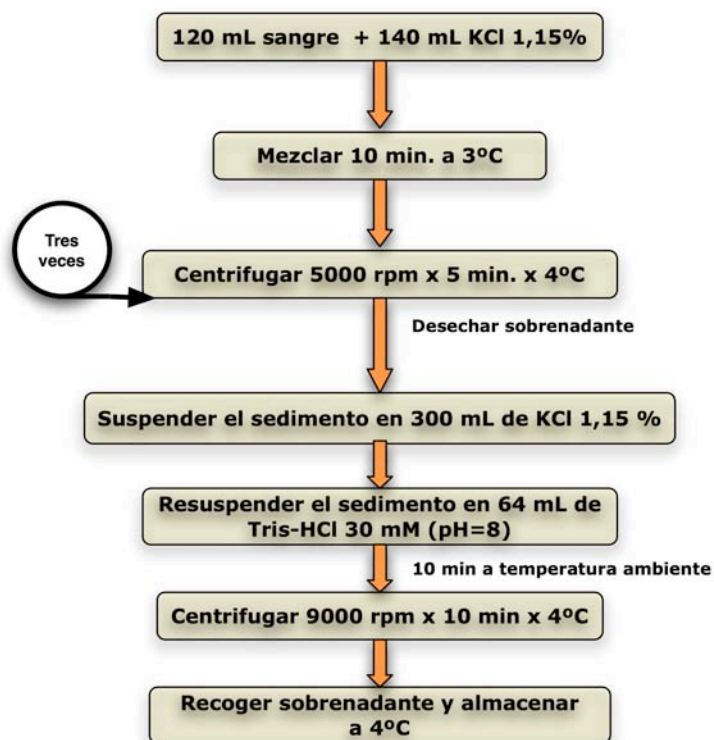 120 mL sangre + 140 mL KCl 1,15%
Mezclar 10 min. a 3ºC
Tres
veces
Centrifugar 5000 rpm x 5 min. x 4ºC
Desechar sobrenadante
Suspender el sedimento en 300 mL de KCl 1,15 %
Resuspender el sedimento en 64 mL de
Tris-HCl 30 mM (pH=8)
10 min a temperatura ambiente
Centrifugar 9000 rpm x 10 min x 4ºC
Recoger sobrenadante y almacenar
a 4ºC